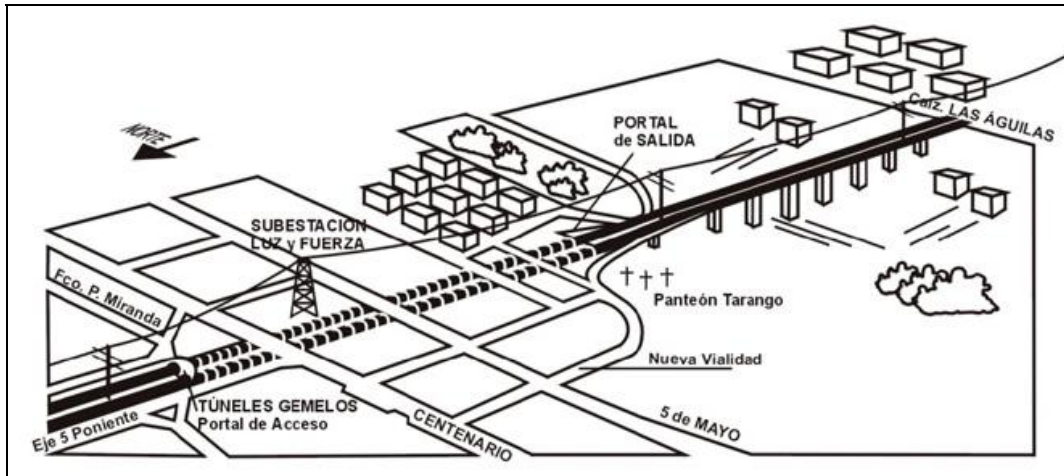 NORTE
Calz. LAS ÁGUILAS
PORTAL
de SALIDA
SUBESTACIÓN
LUZ y FUERZA
Fco. P. Miranda
Panteón Tarango
Nueva Vialidad
TÚNELES GEMELOS
Portal de Acceso
Eje 5 Poniente
CENTENARIO
5 de MAYO